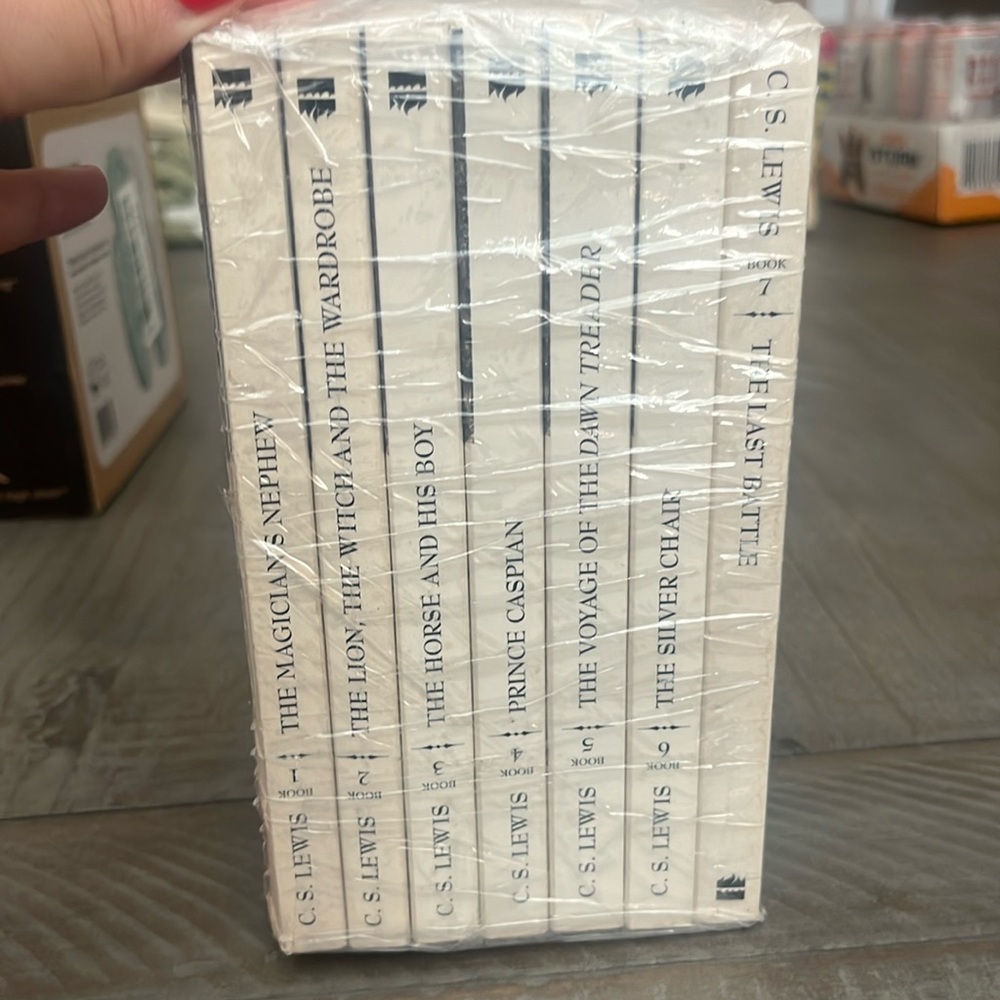 C. S. LEWIS BOOK 1 THE MAGICIAN'S NEPHEW
C. S. LEWIS BOOK 2 THE LION, THE WITCH AND THE WARDROBE
C. S. LEWIS BOOK 3 THE HORSE AND HIS BOY
C. S. LEWIS BOOK 4 PRINCE CASPIAN
C. S. LEWIS BOOK 5 THE VOYAGE OF THE DAWN TREADER
C. S. LEWIS BOOK 6 THE SILVER CHAIR
C. S. LEWIS BOOK 7 THE LAST BATTLE